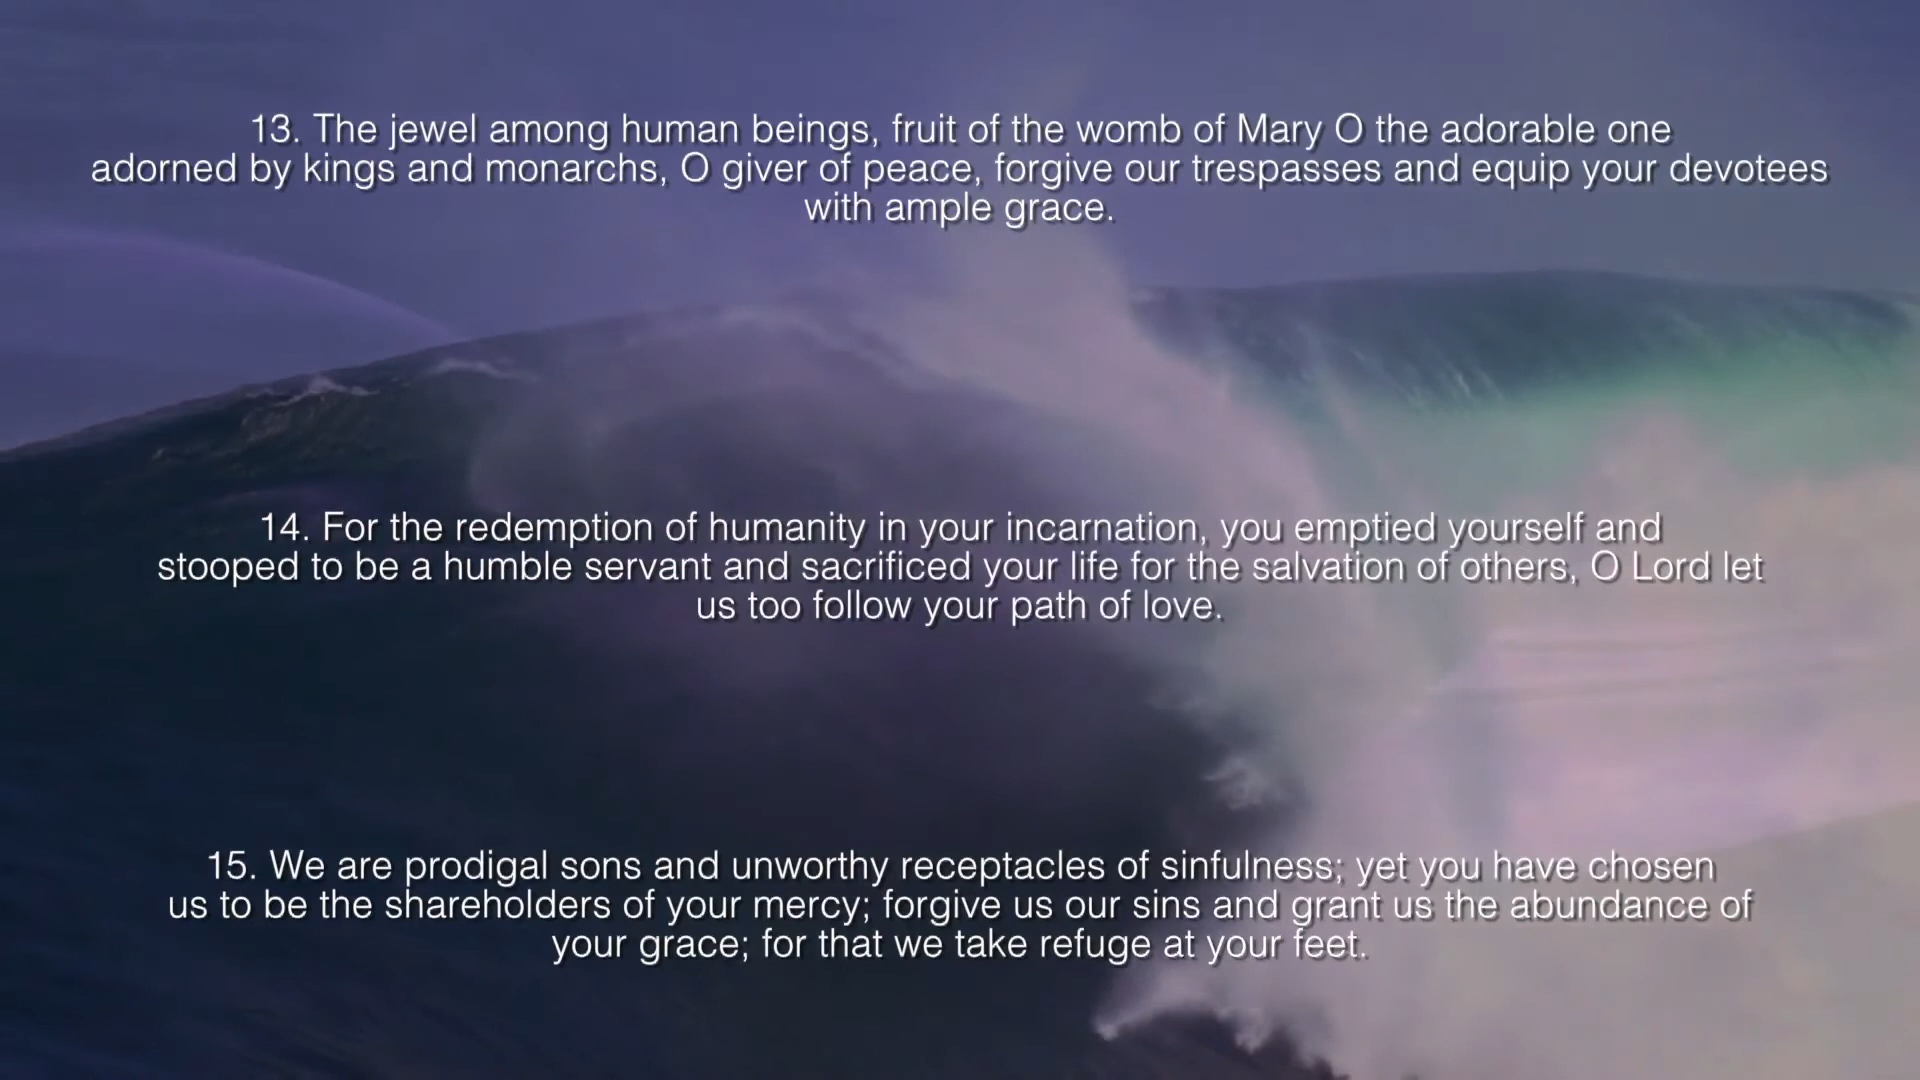 13. The jewel among human beings, fruit of the womb of Mary O the adorable one
adorned by kings and monarchs, O giver of peace, forgive our trespasses and equip your devotees
with ample grace.
14. For the redemption of humanity in your incarnation, you emptied yourself and
stooped to be a humble servant and sacrificed your life for the salvation of others, O Lord let
us too follow your path of love.
15. We are prodigal sons and unworthy receptacles of sinfulness; yet you have chosen
us to be the shareholders of your mercy; forgive us our sins and grant us the abundance of
your grace; for that we take refuge at your feet.